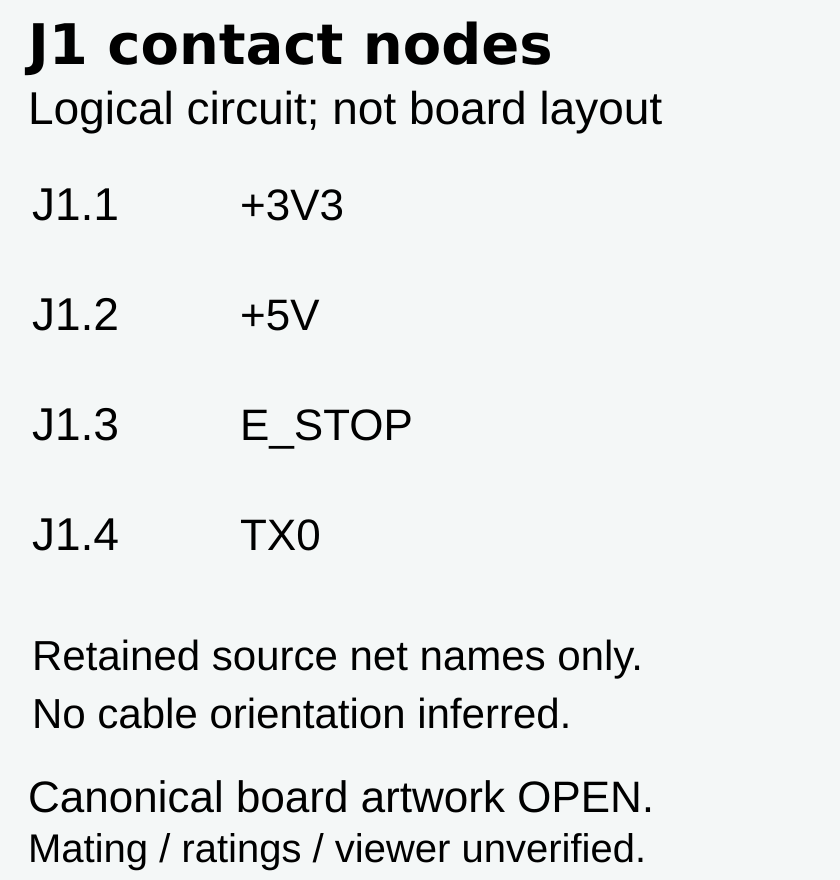 J1 contact nodes
Logical circuit; not board layout
J1.1 +3V3
J1.2 +5V
J1.3 E_STOP
J1.4 TX0
Retained source net names only.
No cable orientation inferred.
Canonical board artwork OPEN.
Mating / ratings / viewer unverified.